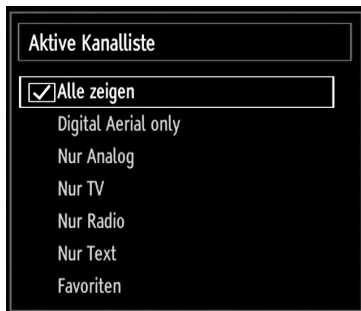 Aktive Kanalliste
Alle zeigen
Digital Aerial only
Nur Analog
Nur TV
Nur Radio
Nur Text
Favoriten